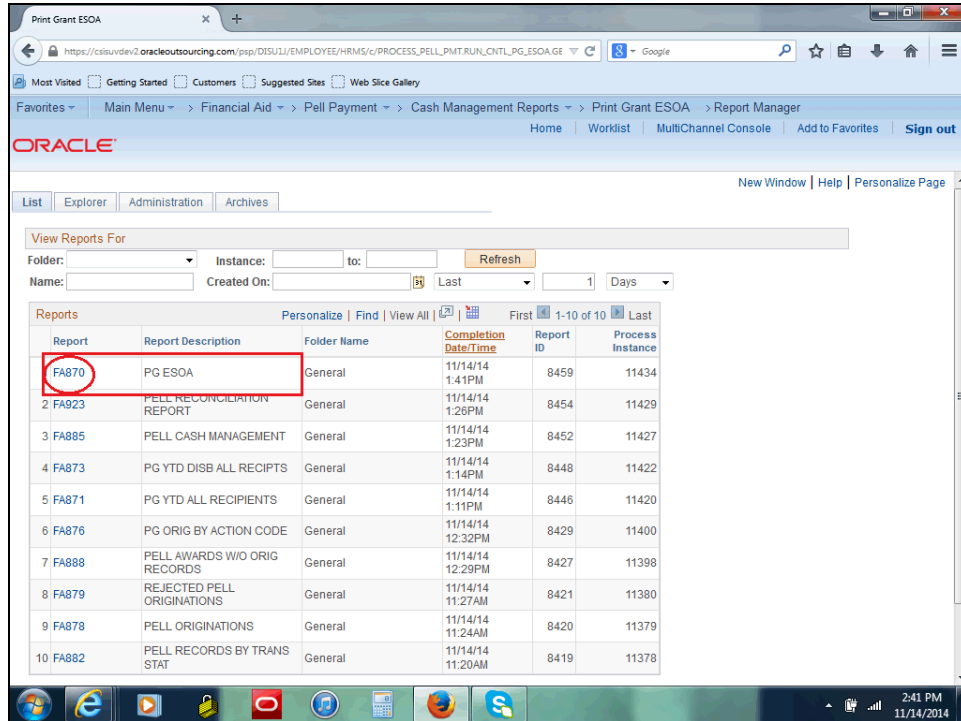 Print Grant ESOA × +
https://csisuvdev2.oracleoutsourcing.com/psp/DISU1J/EMPLOYEE/HRMS/c/PROCESS_PELL_PMT.RUN_CNTL_PG_ESOA.GE Google
Most Visited Getting Started Customers Suggested Sites Web Slice Gallery
Favorites Main Menu > Financial Aid > Pell Payment > Cash Management Reports > Print Grant ESOA > Report Manager
Home Worklist MultiChannel Console Add to Favorites Sign out
ORACLE
New Window | Help | Personalize Page
List Explorer Administration Archives
View Reports For
Folder: Instance: to: Refresh
Name: Created On: Last 1 Days
Reports Personalize | Find | View All | First 1-10 of 10 Last
Report Report Description Folder Name Completion Date/Time Report ID Process Instance
FA870 PG ESOA General 11/14/14 1:41PM 8459 11434
2 FA923 PELL RECONCILIATION REPORT General 11/14/14 1:26PM 8454 11429
3 FA885 PELL CASH MANAGEMENT General 11/14/14 1:23PM 8452 11427
4 FA873 PG YTD DISB ALL RECIPTS General 11/14/14 1:14PM 8448 11422
5 FA871 PG YTD ALL RECIPIENTS General 11/14/14 1:11PM 8446 11420
6 FA876 PG ORIG BY ACTION CODE General 11/14/14 12:32PM 8429 11400
7 FA888 PELL AWARDS W/O ORIG RECORDS General 11/14/14 12:29PM 8427 11398
8 FA879 REJECTED PELL ORIGINATIONS General 11/14/14 11:27AM 8421 11380
9 FA878 PELL ORIGINATIONS General 11/14/14 11:24AM 8420 11379
10 FA882 PELL RECORDS BY TRANS STAT General 11/14/14 11:20AM 8419 11378
2:41 PM
11/14/2014